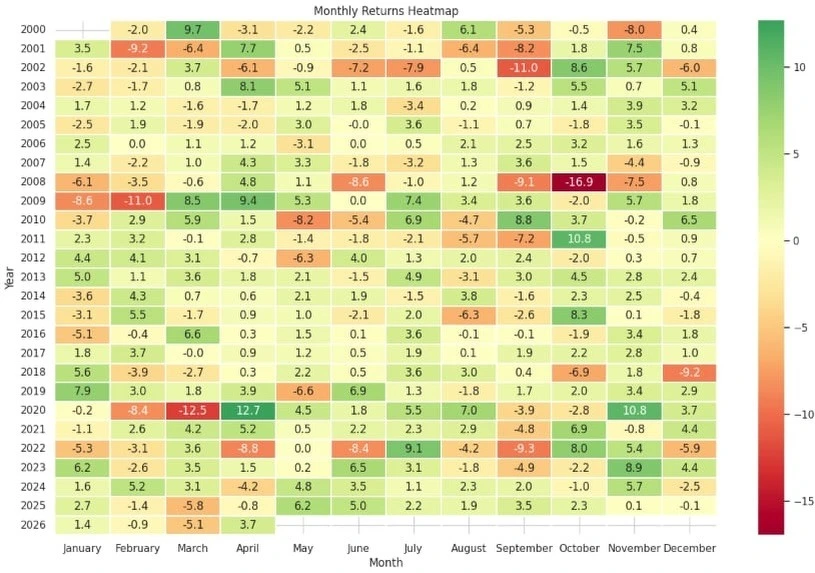 Monthly Returns Heatmap
2000 -2.0 9.7 -3.1 -2.2 2.4 -1.6 6.1 -5.3 -0.5 -8.0 0.4
2001 3.5 -9.2 -6.4 7.7 0.5 -2.5 -1.1 -6.4 -8.2 1.8 7.5 0.8
2002 -1.6 -2.1 3.7 -6.1 -0.9 -7.2 -7.9 0.5 -11.0 8.6 5.7 -6.0
2003 -2.7 -1.7 0.8 8.1 5.1 1.1 1.6 1.8 -1.2 5.5 0.7 5.1
2004 1.7 1.2 -1.6 -1.7 1.2 1.8 -3.4 0.2 0.9 1.4 3.9 3.2
2005 -2.5 1.9 -1.9 -2.0 3.0 -0.0 3.6 -1.1 0.7 -1.8 3.5 -0.1
2006 2.5 0.0 1.1 1.2 -3.1 0.0 0.5 2.1 2.5 3.2 1.6 1.3
2007 1.4 -2.2 1.0 4.3 3.3 -1.8 -3.2 1.2 3.6 1.5 -4.4 -0.9
2008 -6.1 -3.5 -0.6 4.8 1.1 -8.6 -1.0 1.2 -9.1 -16.9 -7.5 0.8
2009 -8.6 -11.0 8.5 9.4 5.3 0.0 7.4 3.4 3.6 -2.0 5.7 1.8
2010 -3.7 2.9 5.9 1.5 -8.2 -5.4 6.9 -4.7 8.8 3.7 -0.2 6.5
2011 2.3 3.2 -0.1 2.8 -1.4 -1.8 -2.1 -5.7 -7.2 10.8 -0.5 0.9
2012 4.4 4.1 3.1 -0.7 -6.3 4.0 1.3 2.0 2.4 -2.0 0.3 0.7
2013 5.0 1.1 3.6 1.8 2.1 -1.5 4.9 -3.1 3.0 4.5 2.8 2.4
2014 -3.6 4.3 0.7 0.6 2.1 1.9 -1.5 3.8 -1.6 2.3 2.5 -0.4
2015 -3.1 5.5 -1.7 0.9 1.0 -2.1 2.0 -6.3 -2.6 8.3 0.1 -1.8
2016 -5.1 -0.4 6.6 0.3 1.5 0.1 3.6 -0.1 -0.1 -1.9 3.4 1.8
2017 1.8 3.7 -0.0 0.9 1.2 0.5 1.9 0.1 1.9 2.2 2.8 1.0
2018 5.6 -3.9 -2.7 0.3 2.2 0.5 3.6 3.0 0.4 -6.9 1.8 -9.2
2019 7.9 3.0 1.8 3.9 -6.6 6.9 1.3 -1.8 1.7 2.0 3.4 2.9
2020 -0.2 -8.4 -12.5 12.7 4.5 1.8 5.5 7.0 -3.9 -2.8 10.8 3.7
2021 -1.1 2.6 4.2 5.2 0.5 2.2 2.3 2.9 -4.8 6.9 -0.8 4.4
2022 -5.3 -3.1 3.6 -8.8 0.0 -8.4 9.1 -4.2 -9.3 8.0 5.4 -5.9
2023 6.2 -2.6 3.5 1.5 0.2 6.5 3.1 -1.8 -4.9 -2.2 8.9 4.4
2024 1.6 5.2 3.1 -4.2 4.8 3.5 1.1 2.3 2.0 -1.0 5.7 -2.5
2025 2.7 -1.4 -5.8 -0.8 6.2 5.0 2.2 1.9 3.5 2.3 0.1 -0.1
2026 1.4 -0.9 -5.1 3.7
January February March April May June July August September October November December
Month
Year
10
5
0
-5
-10
-15